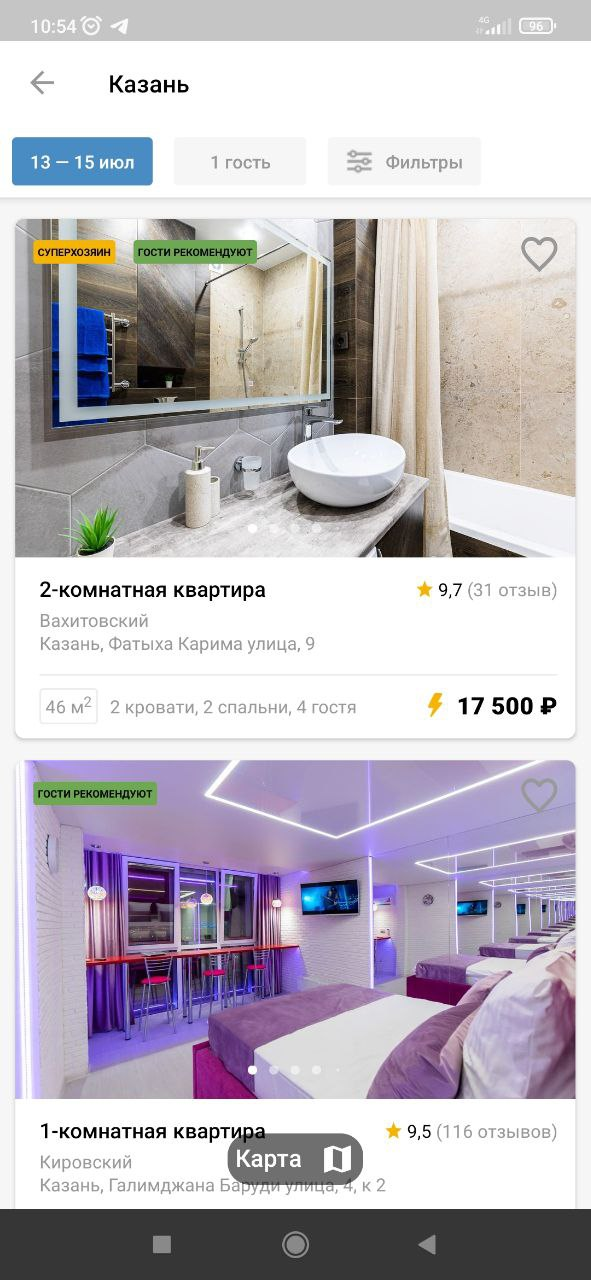 10:54
4G
96
Казань
13 — 15 июл
1 гость
Фильтры
СУПЕРХОЗЯИН
ГОСТИ РЕКОМЕНДУЮТ
2-комнатная квартира
9,7 (31 отзыв)
Вахитовский
Казань, Фатыха Карима улица, 9
46 м²
2 кровати, 2 спальни, 4 гостя
17 500 ₽
ГОСТИ РЕКОМЕНДУЮТ
1-комнатная квартира
9,5 (116 отзывов)
Кировский
Карта
Казань, Галимджана Баруди улица, 4, к 2